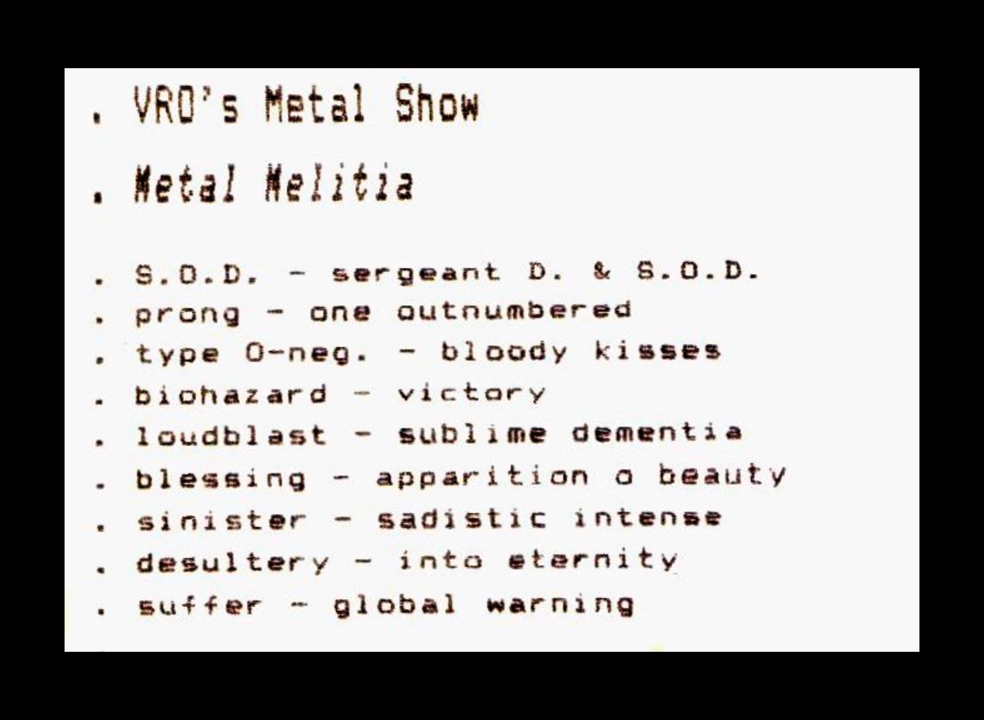 . VRO's Metal Show
. Metal Melitia
. S.O.D. - sergeant D. & S.O.D.
. prong - one outnumbered
. type O-neg. - bloody kisses
. biohazard - victory
. loudblast - sublime dementia
. blessing - apparition o beauty
. sinister - sadistic intense
. desultery - into eternity
. suffer - global warning